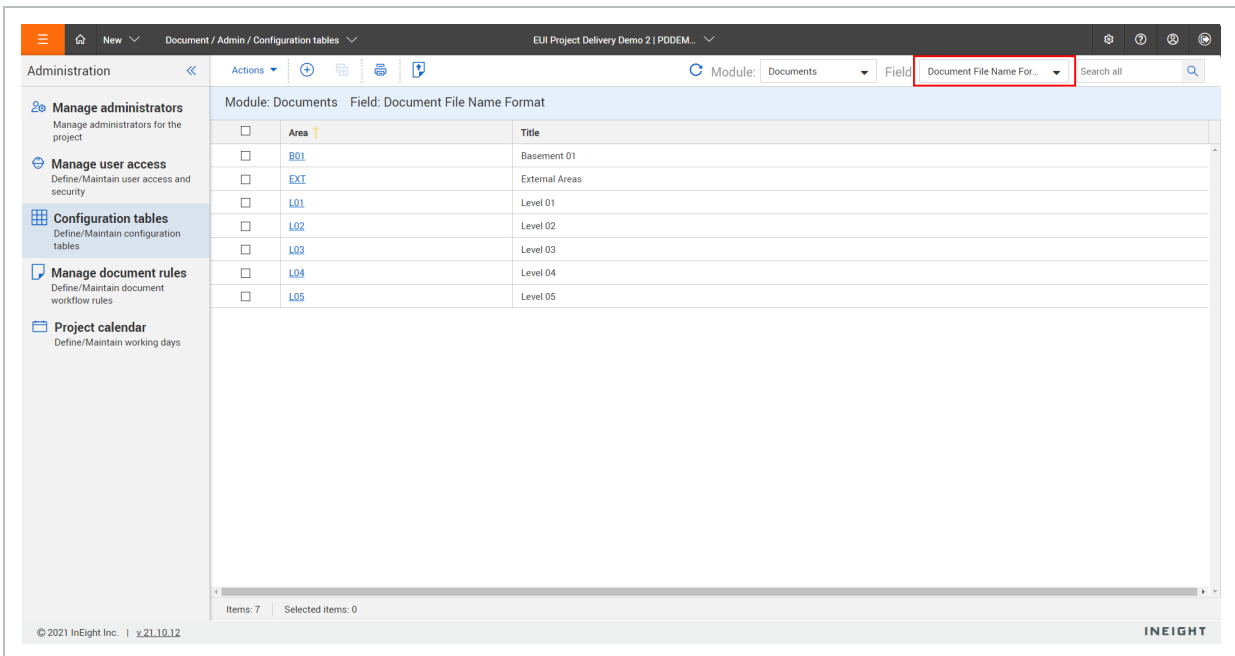 New Document / Admin / Configuration tables EUI Project Delivery Demo 2 | PDDEM...
Administration Actions Module: Documents Field Document File Name For... Search all
Module: Documents Field: Document File Name Format
Manage administrators
Manage administrators for the
project
Manage user access
Define/Maintain user access and
security
Configuration tables
Define/Maintain configuration
tables
Manage document rules
Define/Maintain document
workflow rules
Project calendar
Define/Maintain working days
Area Title
B01 Basement 01
EXT External Areas
L01 Level 01
L02 Level 02
L03 Level 03
L04 Level 04
L05 Level 05
Items: 7 Selected items: 0
© 2021 InEight Inc. | v 21.10.12 INEIGHT